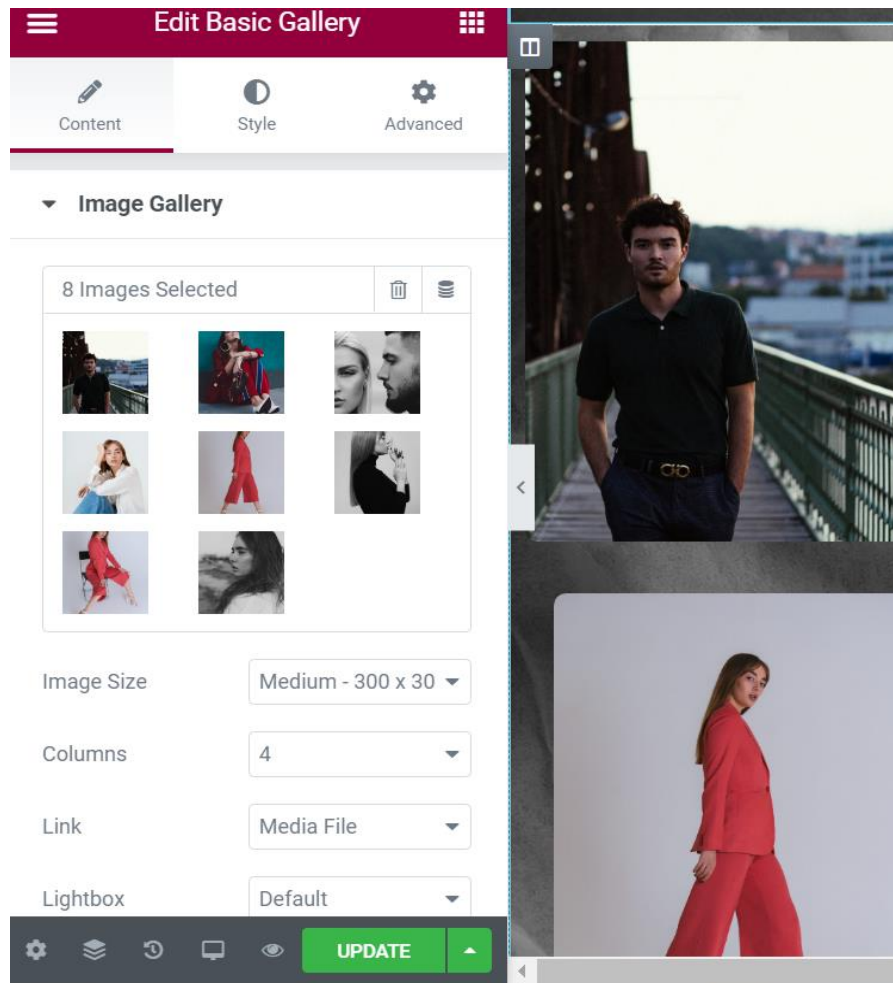 Edit Basic Gallery
Content
Style
Advanced
Image Gallery
8 Images Selected
Image Size
Medium - 300 x 30
Columns
4
Link
Media File
Lightbox
Default
UPDATE